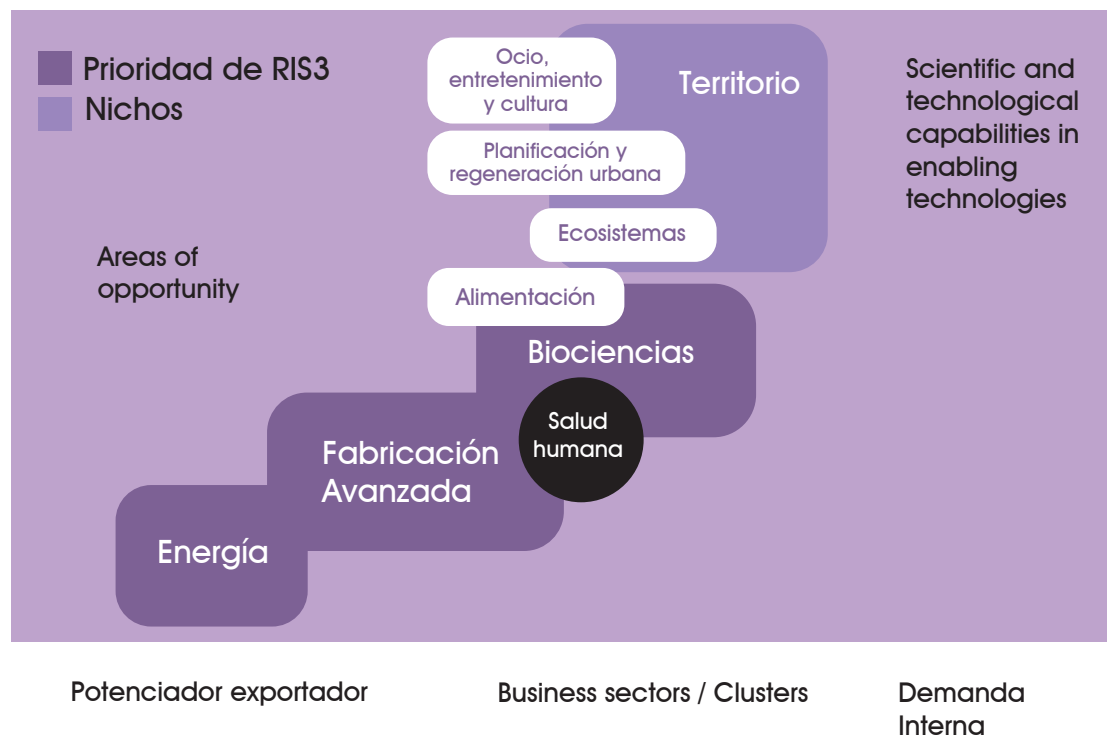 Prioridad de RIS3
Nichos
Ocio,
entretenimiento
y cultura
Territorio
Scientific and
technological
capabilities in
enabling
technologies
Planificación y
regeneración urbana
Ecosistemas
Areas of
opportunity
Alimentación
Biociencias
Salud
humana
Fabricación
Avanzada
Energía
Potenciador exportador
Business sectors / Clusters
Demanda
Interna